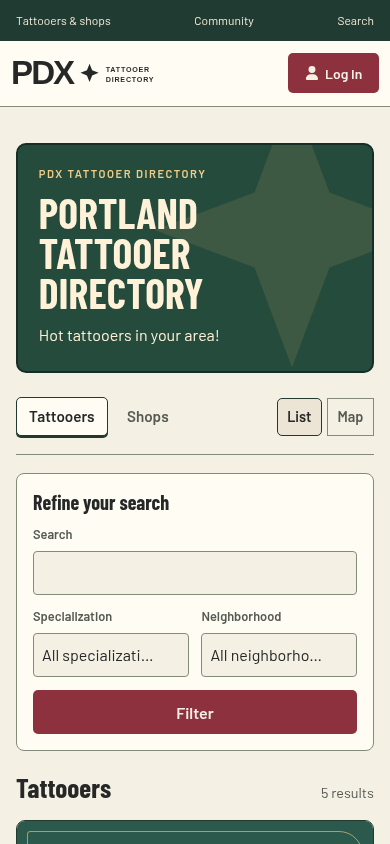 Tattooers & shops
Community
Search
PDX
TATTOOER
DIRECTORY
Log In
PDX TATTOOER DIRECTORY
PORTLAND
TATTOOER
DIRECTORY
Hot tattooers in your area!
Tattooers
Shops
List
Map
Refine your search
Search
Specialization
Neighborhood
All specializati...
All neighborho...
Filter
Tattooers
5 results